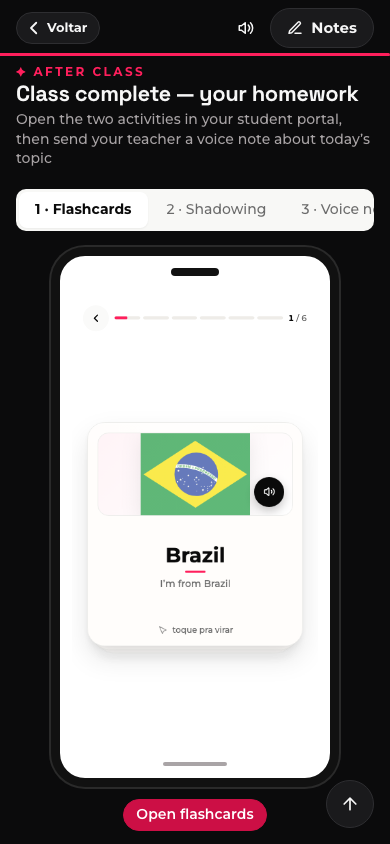 Voltar
Notes
AFTER CLASS
Class complete — your homework
Open the two activities in your student portal,
then send your teacher a voice note about today's
topic
1 · Flashcards
2 · Shadowing
3 · Voice n
1 / 6
Brazil
I'm from Brazil
toque pra virar
Open flashcards